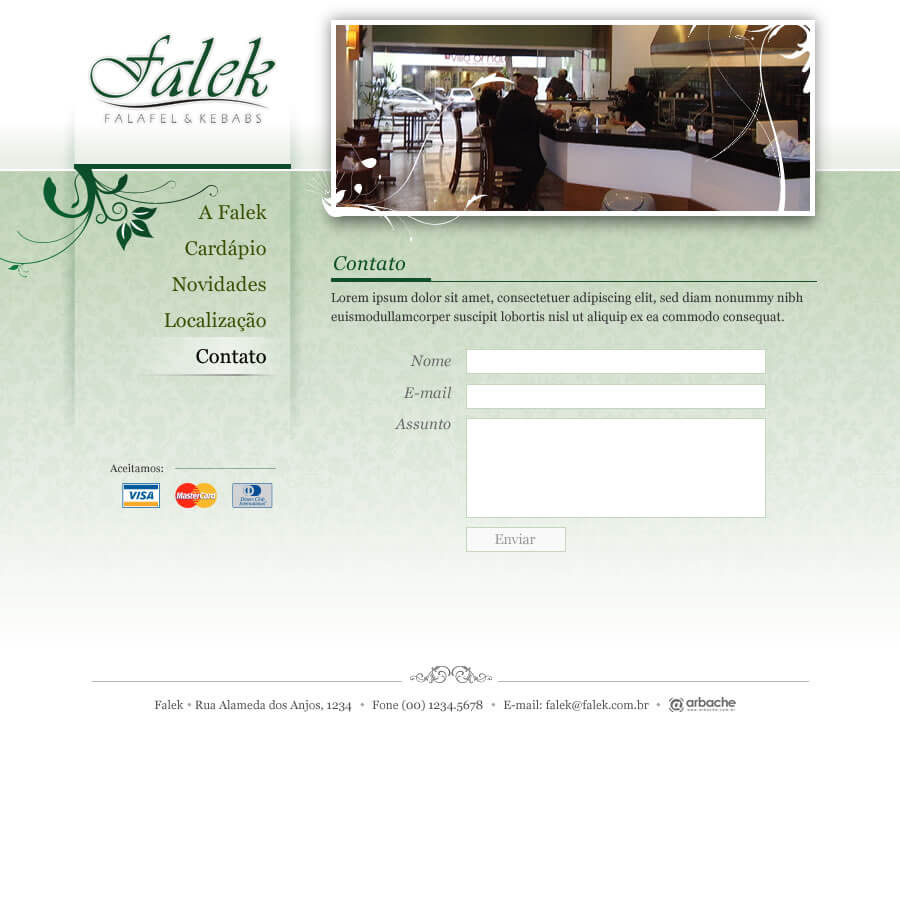 Falek
FALAFEL & KEBABS
A Falek
Cardápio
Novidades
Localização
Contato
Aceitamos:
VISA
MasterCard
Diners Club
International
Contato
Lorem ipsum dolor sit amet, consectetuer adipiscing elit, sed diam nonummy nibh
euismodullamcorper suscipit lobortis nisl ut aliquip ex ea commodo consequat.
Nome
E-mail
Assunto
Enviar
Falek • Rua Alameda dos Anjos, 1234 • Fone (00) 1234.5678 • E-mail: falek@falek.com.br • @ arbache